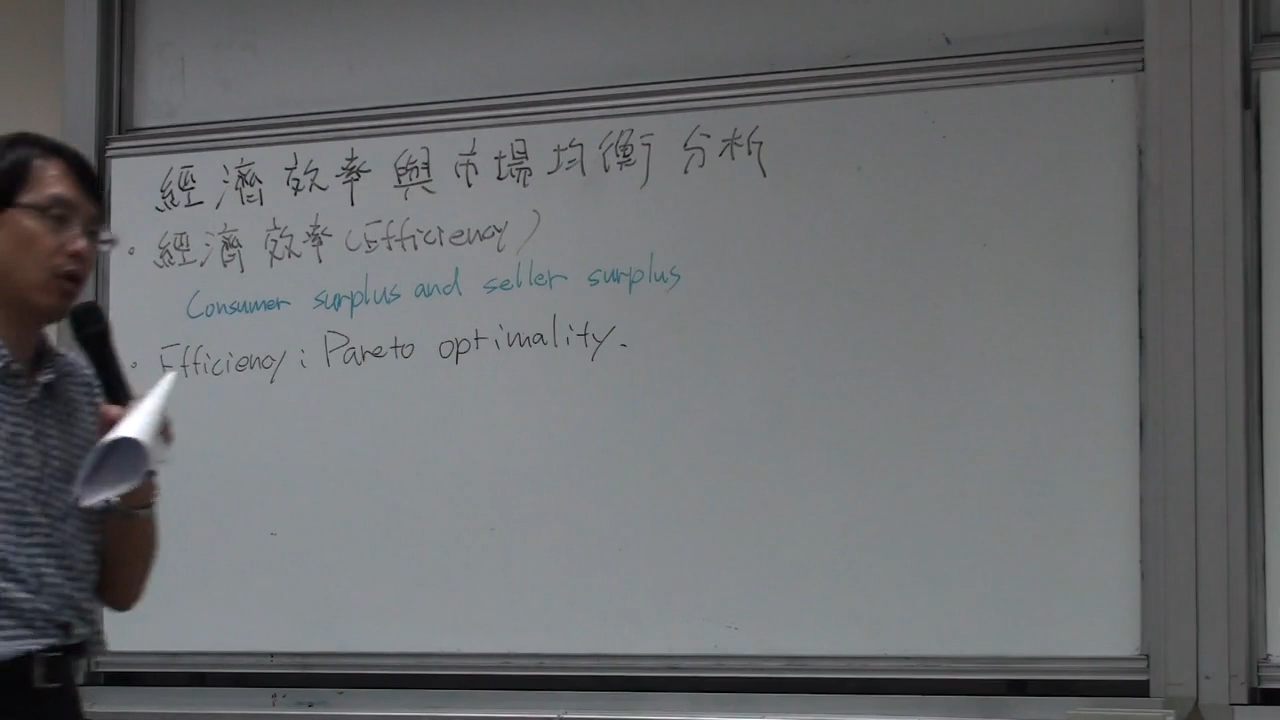 經濟效率與市場均衡分析
• 經濟效率(Efficiency)
Consumer surplus and seller surplus
• Efficiency: Pareto optimality.